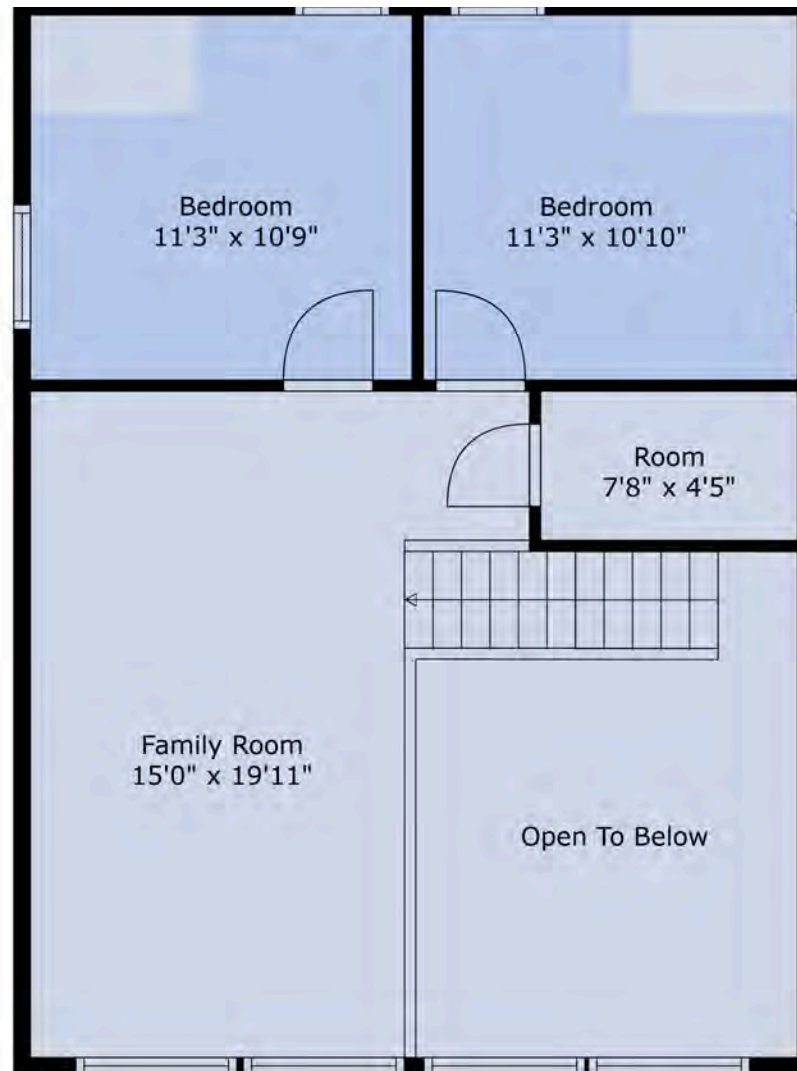 Bedroom
11'3" x 10'9"
Bedroom
11'3" x 10'10"
Room
7'8" x 4'5"
Family Room
15'0" x 19'11"
Open To Below